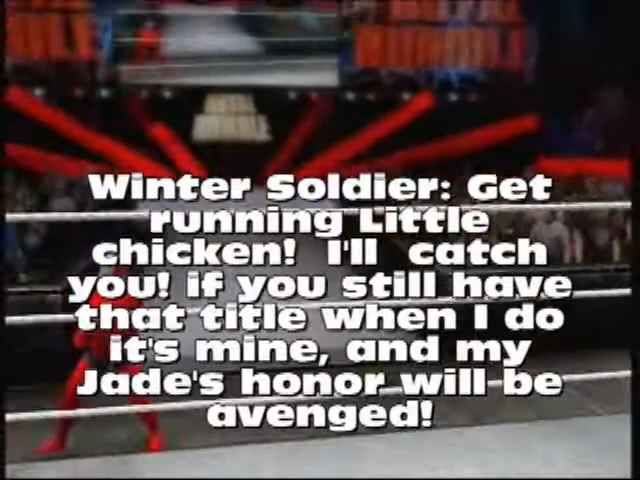 Winter Soldier: Get
running Little
chicken! I'll catch
you! if you still have
that title when I do
it's mine, and my
Jade's honor will be
avenged!